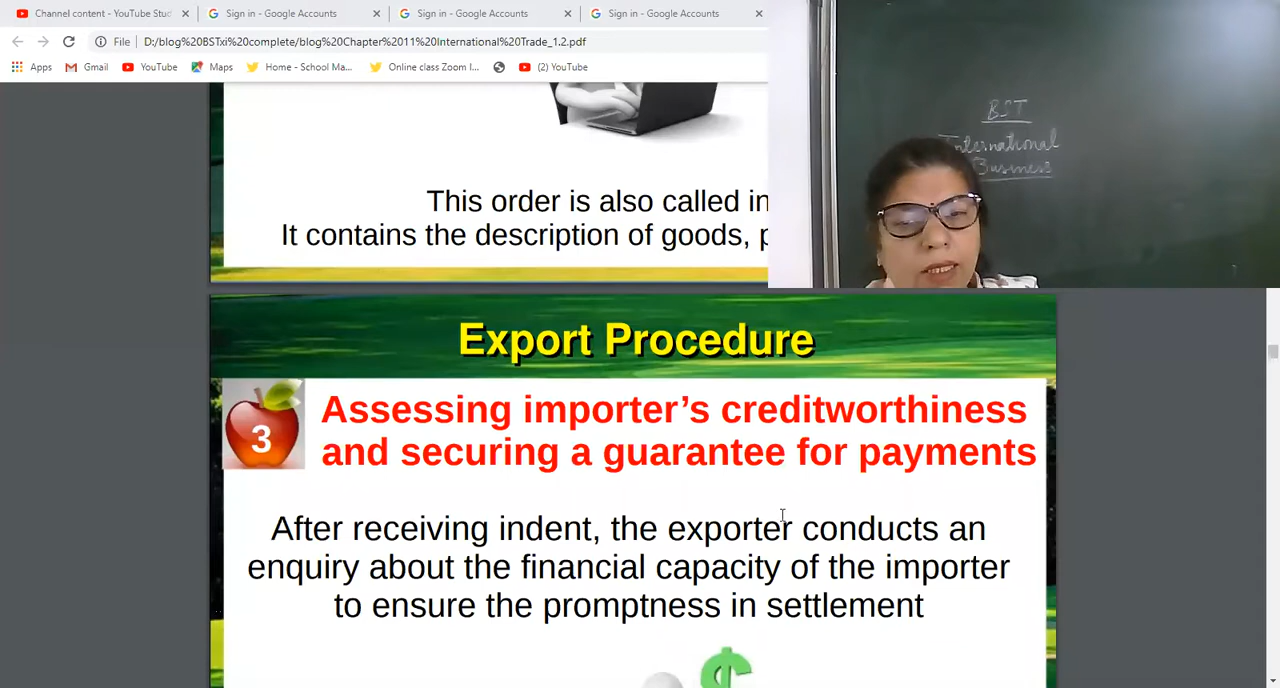 Channel content - YouTube Stud
Sign in - Google Accounts
Sign in - Google Accounts
Sign in - Google Accounts
File
D:/blog%20BSTxi%20complete/blog%20Chapter%2011%20International%20Trade_1.2.pdf
Apps
Gmail
YouTube
Maps
Home - School Ma...
Online class Zoom l...
(2) YouTube
BST
International
Business
This order is also called in
It contains the description of goods, p
Export Procedure
3
Assessing importer's creditworthiness
and securing a guarantee for payments
After receiving indent, the exporter conducts an
enquiry about the financial capacity of the importer
to ensure the promptness in settlement
$